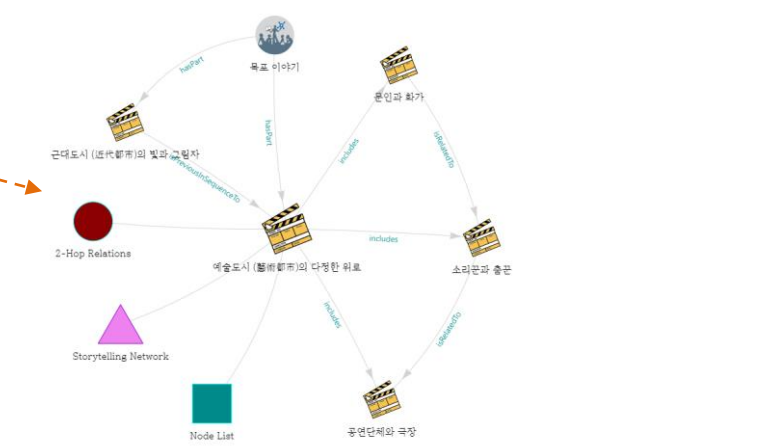 목포 이야기
hasPart
문인과 화가
근대도시 (近代都市)의 빛과 그림자
hasPart
includes
isRelatedTo
isPreviousInSequenceTo
2-Hop Relations
includes
예술도시 (藝術都市)의 다정한 위로
소리꾼과 춤꾼
includes
isRelatedTo
Storytelling Network
공연단체와 극장
Node List